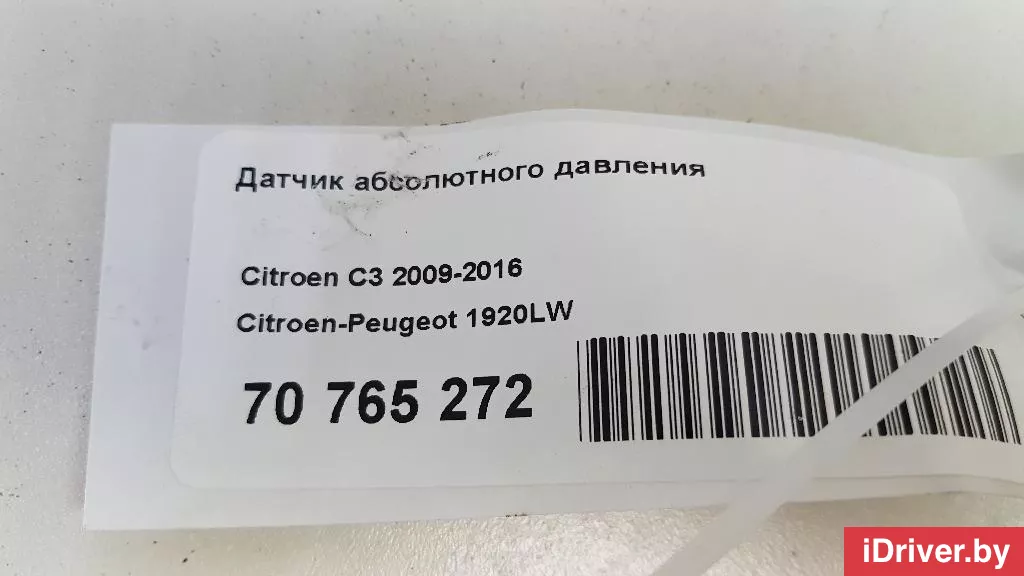 Датчик абсолютного давления
Citroen C3 2009-2016
Citroen-Peugeot 1920LW
70 765 272
iDriver.by